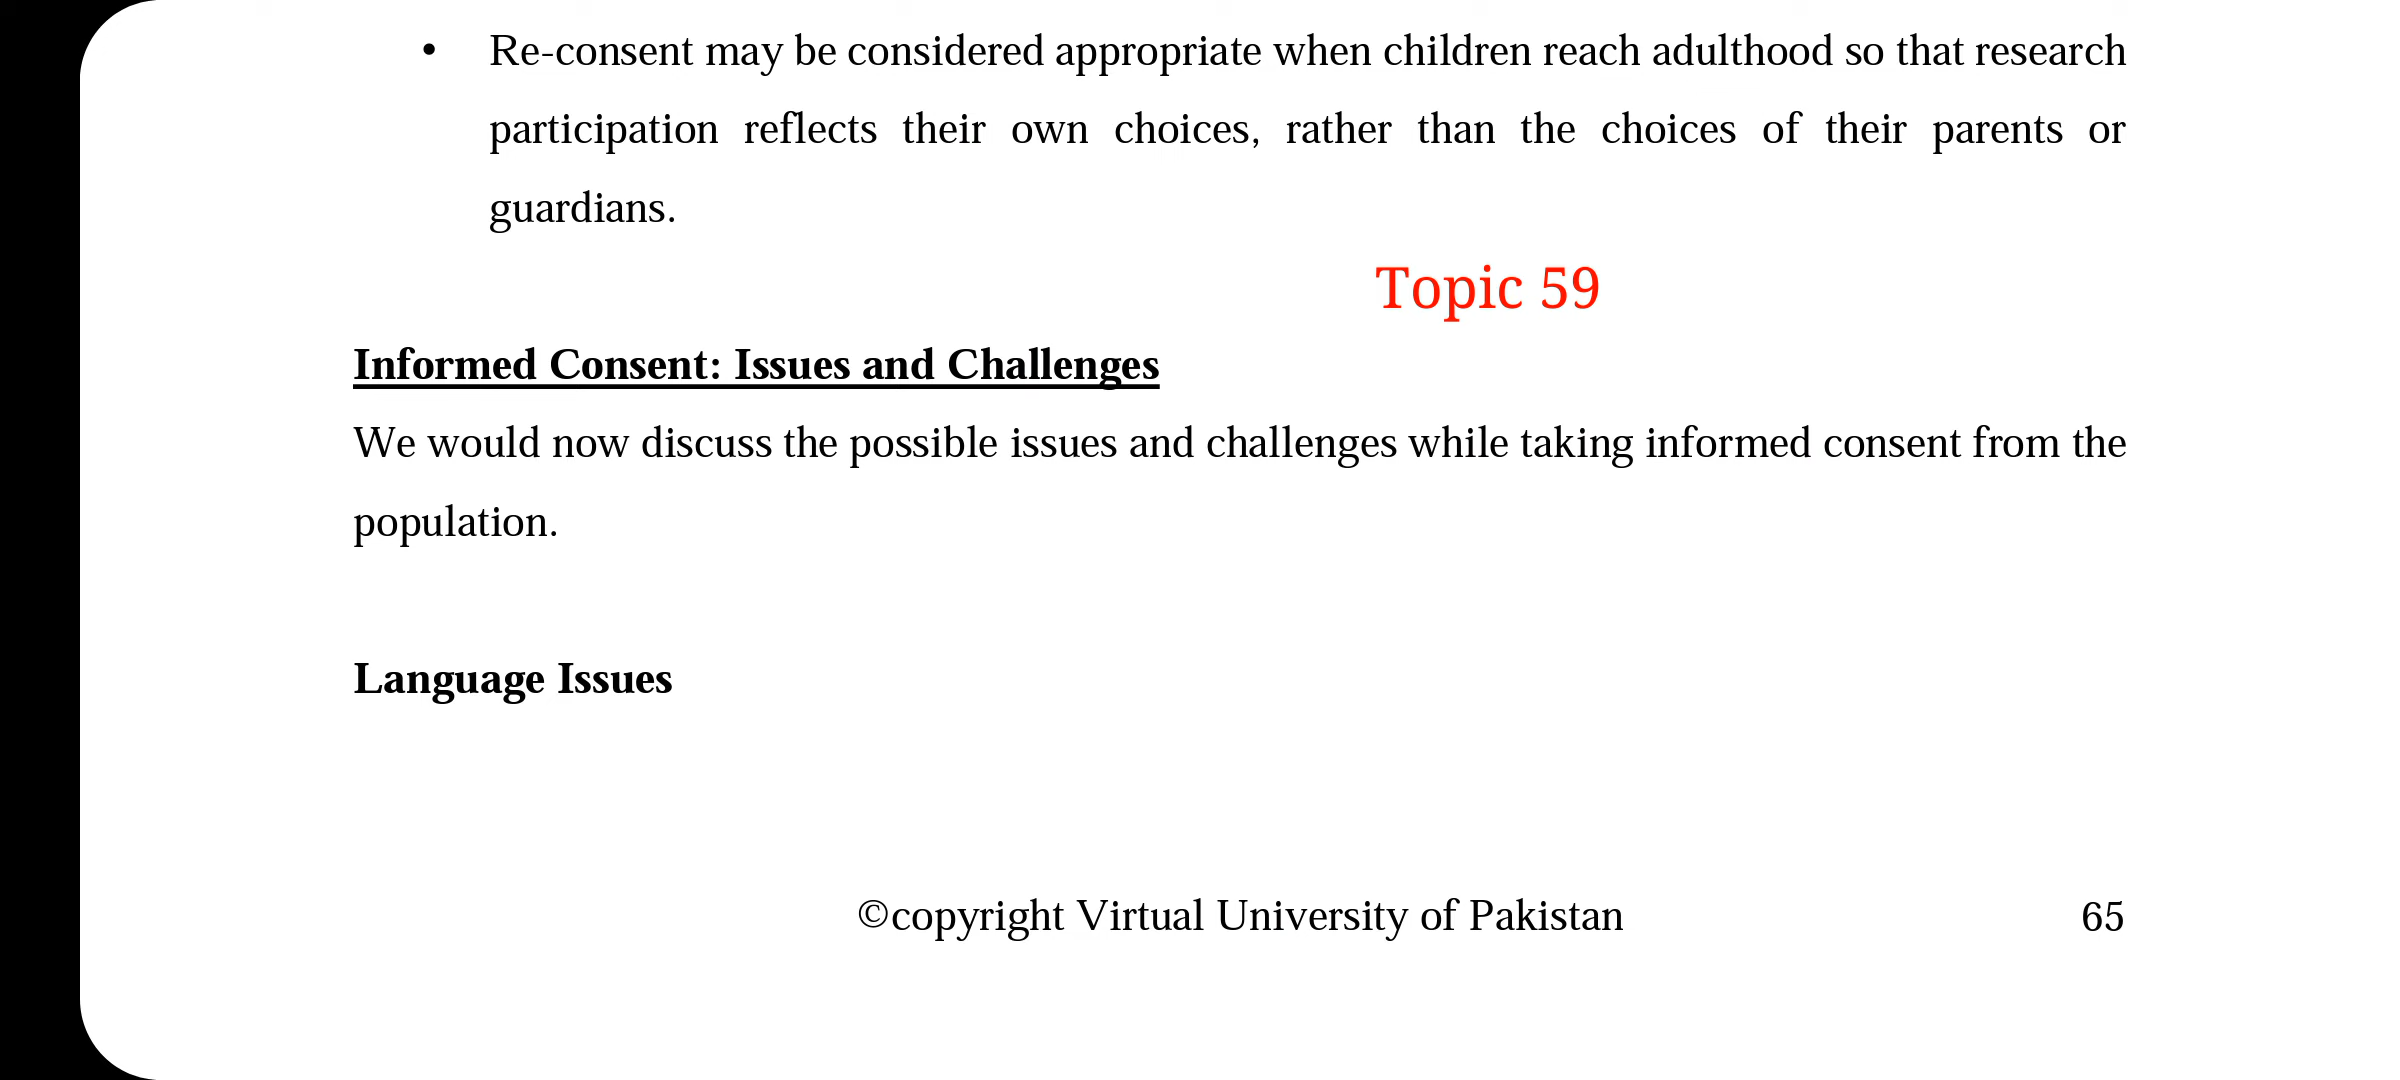 • Re-consent may be considered appropriate when children reach adulthood so that research
participation reflects their own choices, rather than the choices of their parents or
guardians.
Topic 59
Informed Consent: Issues and Challenges
We would now discuss the possible issues and challenges while taking informed consent from the
population.
Language Issues
©copyright Virtual University of Pakistan 65